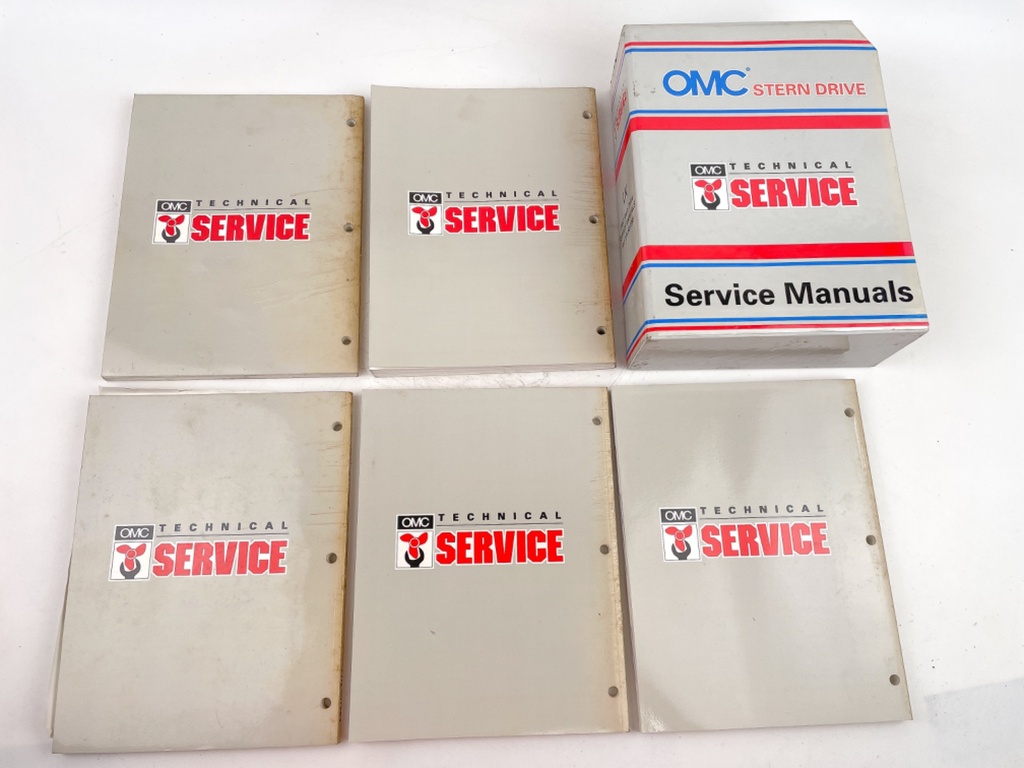 OMC TECHNICAL
SERVICE
OMC TECHNICAL
SERVICE
OMC® STERN DRIVE
OMC TECHNICAL
SERVICE
Service Manuals
OMC TECHNICAL
SERVICE
OMC TECHNICAL
SERVICE
OMC TECHNICAL
SERVICE